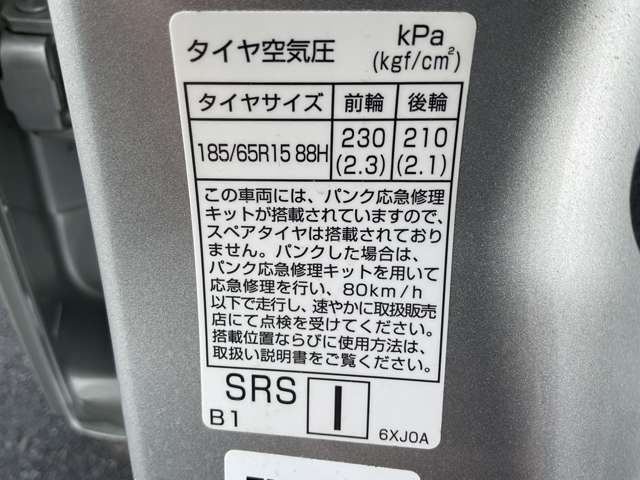 タイヤ空気圧 kPa
(kgf/cm²)
タイヤサイズ 前輪 後輪
185/65R15 88H 230 210
(2.3) (2.1)
この車両には、パンク応急修理
キットが搭載されていますので、
スペアタイヤは搭載されており
ません。パンクした場合は、
パンク応急修理キットを用いて
応急修理を行い、80km/h
以下で走行し、速やかに取扱販売
店にて点検を受けてください。
搭載位置ならびに使用方法は、
取扱い説明書をご覧ください。
SRS I
B1 6XJ0A